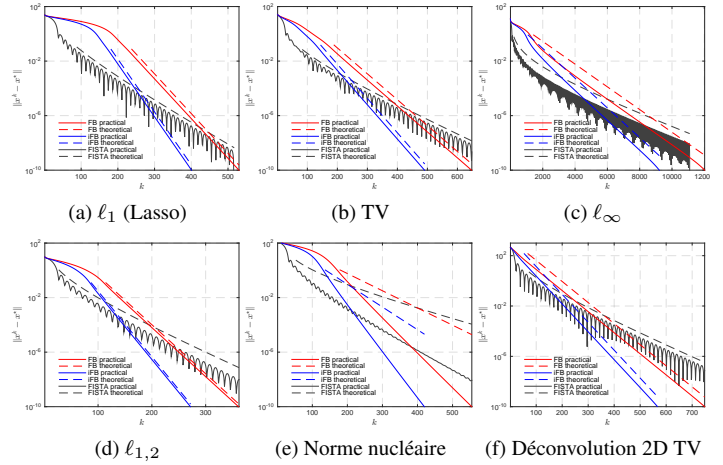 10^2
10^-2
10^-6
10^-10
||x^k - x*||
FB practical
FB theoretical
iFB practical
iFB theoretical
FISTA practical
FISTA theoretical
100 200 300 400 500
k
(a) ℓ1 (Lasso)
10^2
10^-2
10^-6
10^-10
||x^k - x*||
FB practical
FB theoretical
iFB practical
iFB theoretical
FISTA practical
FISTA theoretical
100 200 300 400 500 600
k
(b) TV
10^2
10^-2
10^-6
10^-10
||x^k - x*||
FB practical
FB theoretical
iFB practical
iFB theoretical
FISTA practical
FISTA theoretical
2000 4000 6000 8000 10000 1200
k
(c) ℓ∞
10^2
10^-2
10^-6
10^-10
||x^k - x*||
FB practical
FB theoretical
iFB practical
iFB theoretical
FISTA practical
FISTA theoretical
100 200 300
k
(d) ℓ1,2
10^2
10^-2
10^-6
10^-10
||x^k - x*||
FB practical
FB theoretical
iFB practical
iFB theoretical
FISTA practical
FISTA theoretical
100 200 300 400 500
k
(e) Norme nucléaire
10^2
10^-2
10^-6
10^-10
||x^k - x*||
FB practical
FB theoretical
iFB practical
iFB theoretical
FISTA practical
FISTA theoretical
100 200 300 400 500 600 700
k
(f) Déconvolution 2D TV